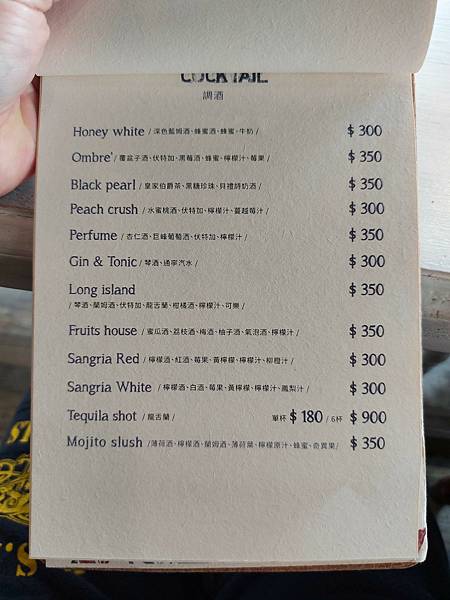 COCKTAIL
調酒
Honey white / 深色藍姆酒、蜂蜜酒、蜂蜜、牛奶 / $ 300
Ombre' / 覆盆子酒、伏特加、黑莓酒、蜂蜜、檸檬汁、莓果 / $ 350
Black pearl / 皇家伯爵茶、黑糖珍珠、貝禮詩奶酒 / $ 350
Peach crush / 水蜜桃酒、伏特加、檸檬汁、蔓越莓汁 / $ 300
Perfume / 杏仁酒、巨峰葡萄酒、伏特加、檸檬汁 / $ 350
Gin & Tonic / 琴酒、通寧汽水 / $ 300
Long island $ 350
/ 琴酒、蘭姆酒、伏特加、龍舌蘭、柑橘酒、檸檬汁、可樂 /
Fruits house / 蜜瓜酒、荔枝酒、梅酒、柚子酒、氣泡酒、檸檬汁 / $ 350
Sangria Red / 檸檬酒、紅酒、莓果、黃檸檬、檸檬汁、柳橙汁 / $ 300
Sangria White / 檸檬酒、白酒、莓果、黃檸檬、檸檬汁、鳳梨汁 / $ 300
Tequila shot / 龍舌蘭 / 單杯 $ 180 / 6杯 $ 900
Mojito slush / 薄荷酒、檸檬酒、蘭姆酒、薄荷葉、檸檬原汁、蜂蜜、奇異果 / $ 350